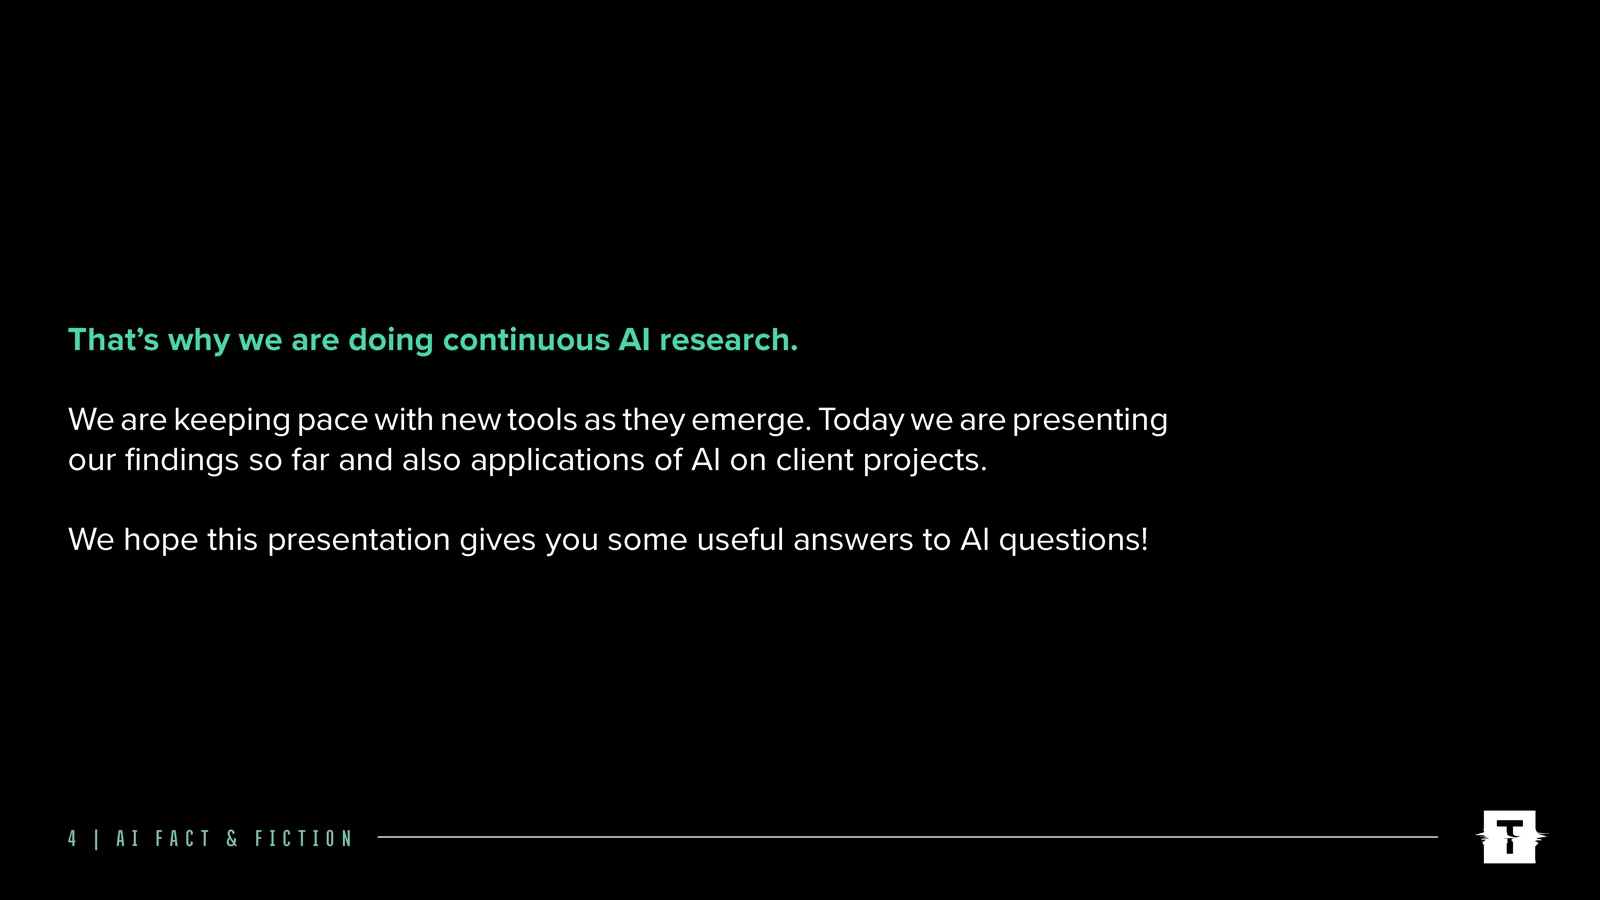 That’s why we are doing continuous AI research.
We are keeping pace with new tools as they emerge. Today we are presenting
our findings so far and also applications of AI on client projects.
We hope this presentation gives you some useful answers to AI questions!
4 | AI FACT & FICTION
T